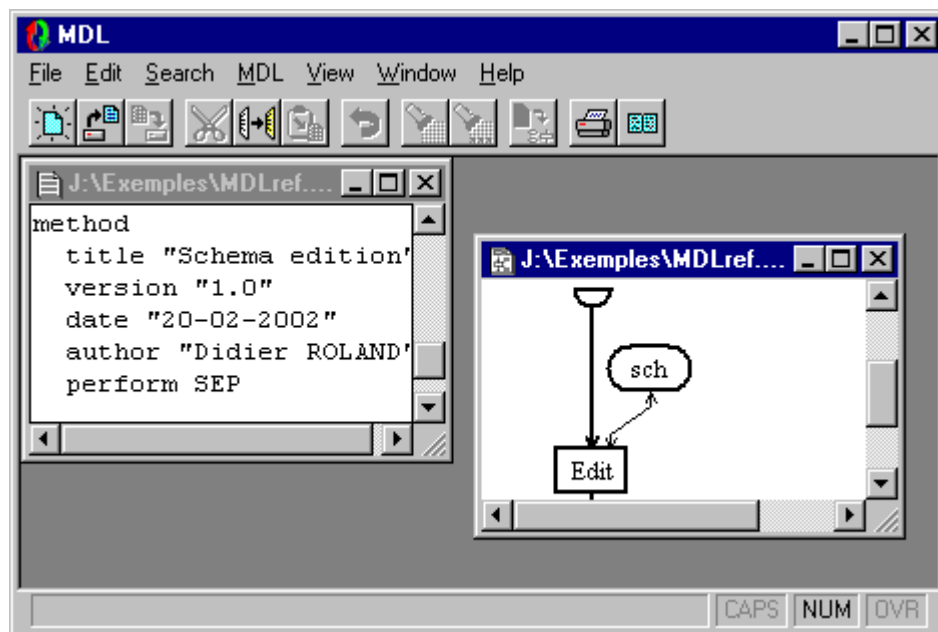 MDL
File Edit Search MDL View Window Help
J:\Exemples\MDLref....
method
title "Schema edition"
version "1.0"
date "20-02-2002"
author "Didier ROLAND"
perform SEP
J:\Exemples\MDLref....
sch
Edit
CAPS NUM OVR